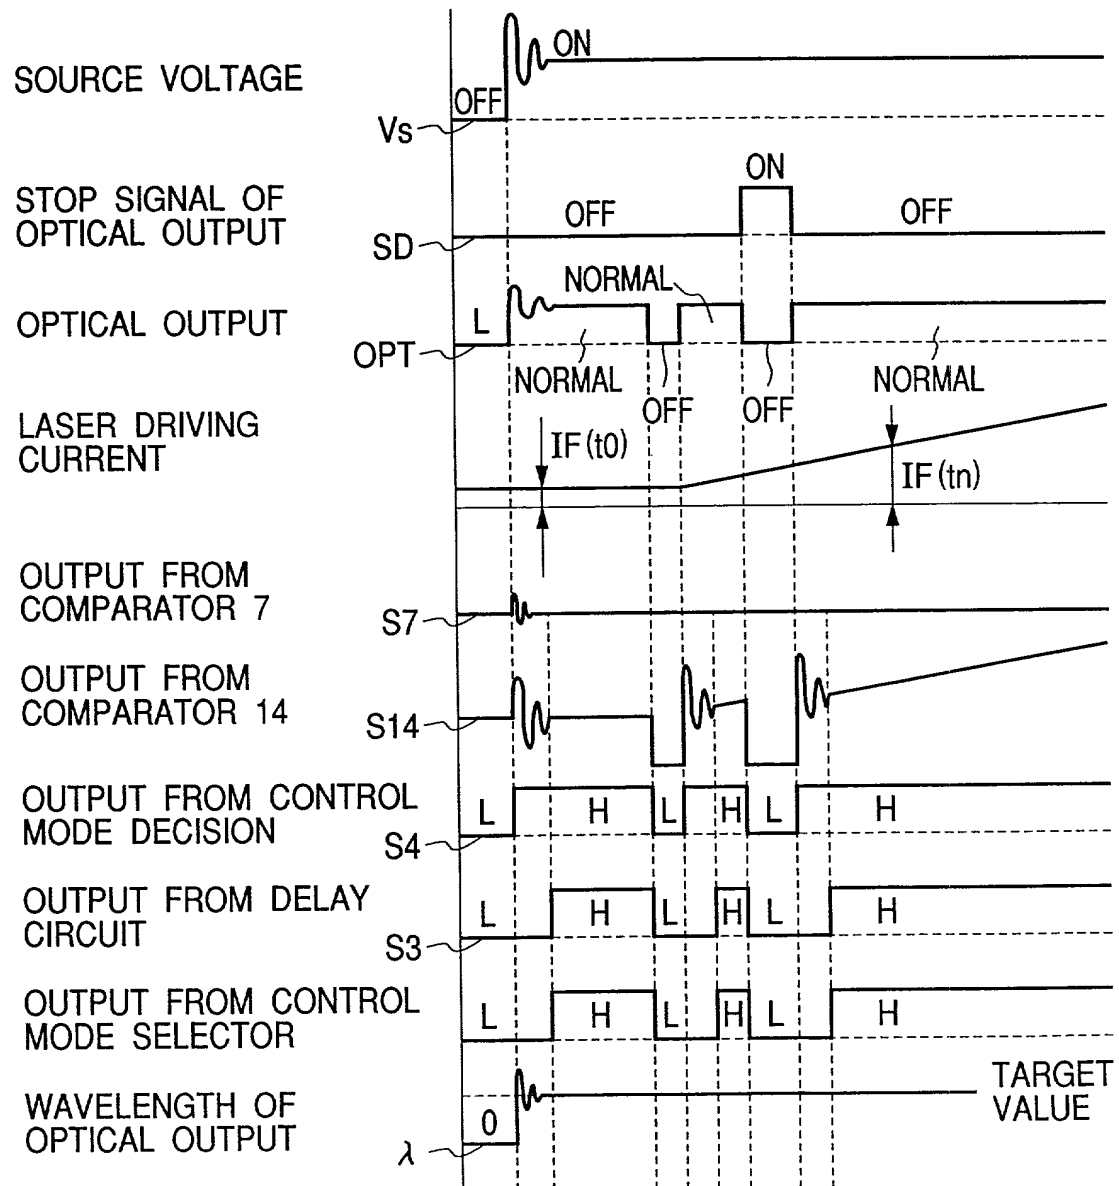 SOURCE VOLTAGE
OFF
ON
Vs
STOP SIGNAL OF
OPTICAL OUTPUT
OFF
ON
OFF
SD
OPTICAL OUTPUT
L
NORMAL
OPT
NORMAL
OFF
OFF
NORMAL
LASER DRIVING
CURRENT
IF(t0)
IF(tn)
OUTPUT FROM
COMPARATOR 7
S7
OUTPUT FROM
COMPARATOR 14
S14
OUTPUT FROM CONTROL
MODE DECISION
L H L H L H
S4
OUTPUT FROM DELAY
CIRCUIT
L H L H L H
S3
OUTPUT FROM CONTROL
MODE SELECTOR
L H L H L H
WAVELENGTH OF
OPTICAL OUTPUT
0
λ
TARGET
VALUE